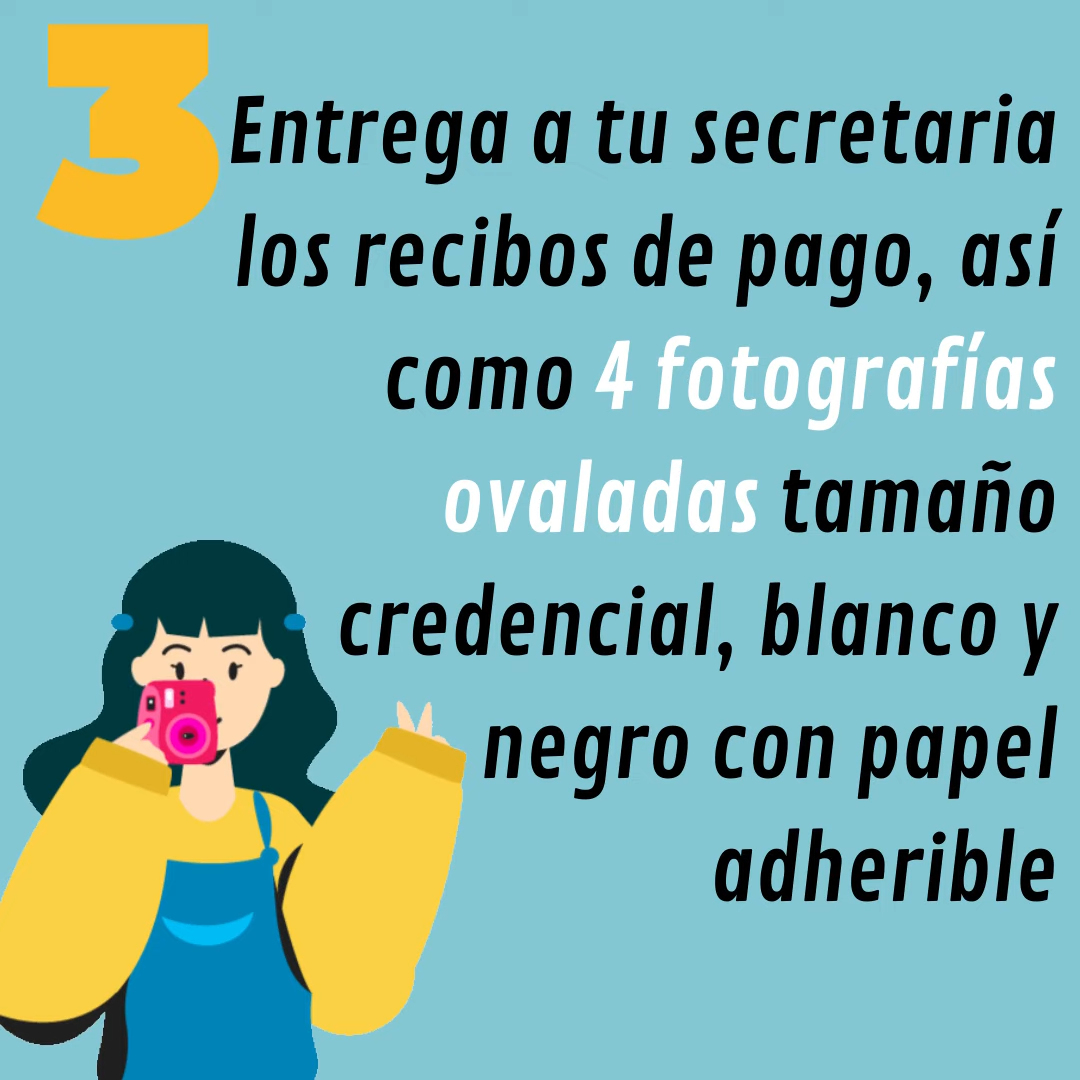 3
Entrega a tu secretaria
los recibos de pago, así
como 4 fotografías
ovaladas tamaño
credencial, blanco y
negro con papel
adherible